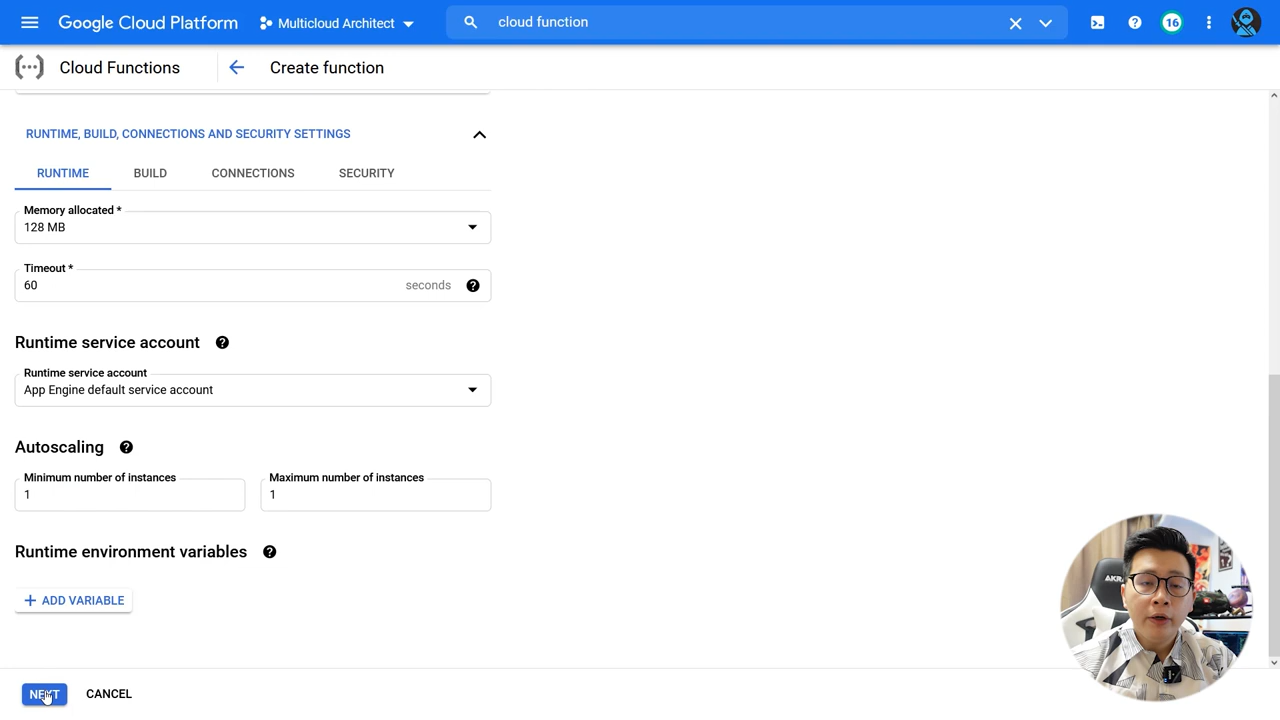 Google Cloud Platform Multicloud Architect cloud function 16
Cloud Functions Create function
RUNTIME, BUILD, CONNECTIONS AND SECURITY SETTINGS
RUNTIME BUILD CONNECTIONS SECURITY
Memory allocated *
128 MB
Timeout *
60 seconds
Runtime service account
Runtime service account
App Engine default service account
Autoscaling
Minimum number of instances Maximum number of instances
1 1
Runtime environment variables
+ ADD VARIABLE
NEXT CANCEL